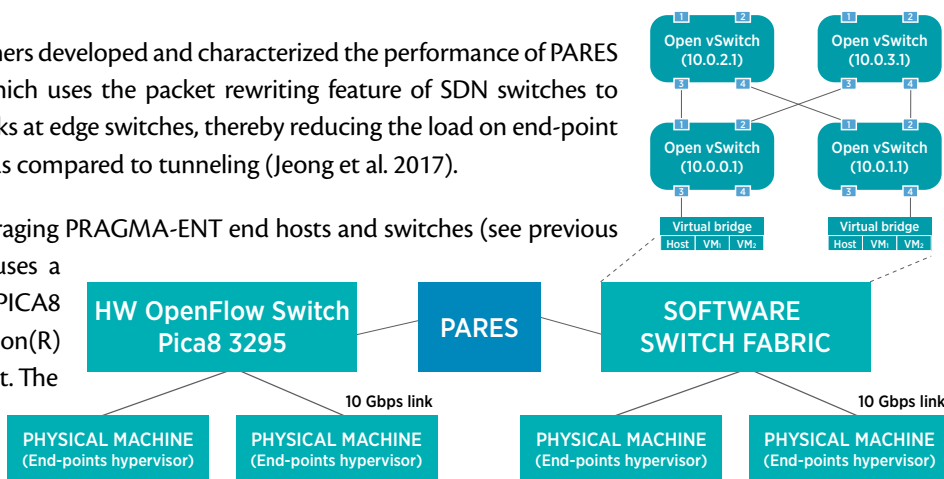 ners developed and characterized the performance of PARES
hich uses the packet rewriting feature of SDN switches to
ks at edge switches, thereby reducing the load on end-point
as compared to tunneling (Jeong et al. 2017).
raging PRAGMA-ENT end hosts and switches (see previous
uses a
PICA8
on(R)
t. The
1 2
Open vSwitch
(10.0.2.1)
3 4
1 2
Open vSwitch
(10.0.3.1)
3 4
1 2
Open vSwitch
(10.0.0.1)
3 4
1 2
Open vSwitch
(10.0.1.1)
3 4
Virtual bridge
Host VM1 VM2
Virtual bridge
Host VM1 VM2
HW OpenFlow Switch
Pica8 3295
PARES
SOFTWARE
SWITCH FABRIC
10 Gbps link
10 Gbps link
PHYSICAL MACHINE
(End-points hypervisor)
PHYSICAL MACHINE
(End-points hypervisor)
PHYSICAL MACHINE
(End-points hypervisor)
PHYSICAL MACHINE
(End-points hypervisor)